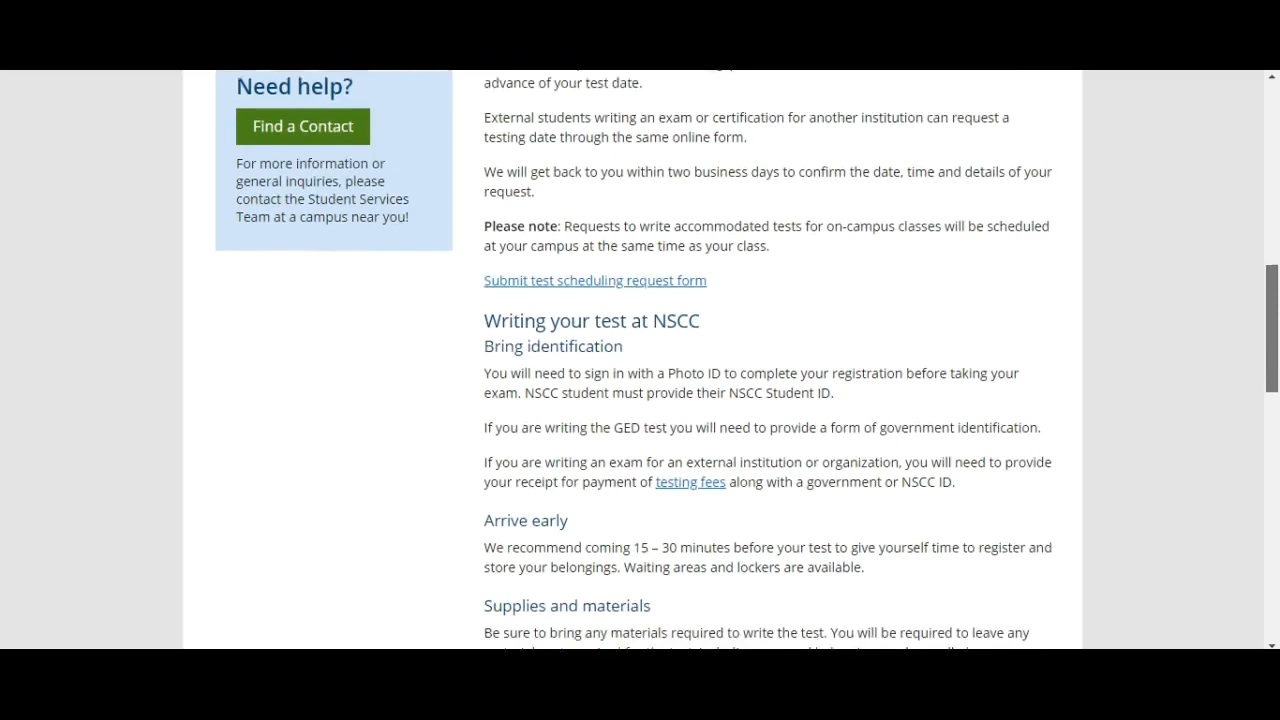 Need help?
Find a Contact
For more information or
general inquiries, please
contact the Student Services
Team at a campus near you!
advance of your test date.
External students writing an exam or certification for another institution can request a
testing date through the same online form.
We will get back to you within two business days to confirm the date, time and details of your
request.
Please note: Requests to write accommodated tests for on-campus classes will be scheduled
at your campus at the same time as your class.
Submit test scheduling request form
Writing your test at NSCC
Bring identification
You will need to sign in with a Photo ID to complete your registration before taking your
exam. NSCC student must provide their NSCC Student ID.
If you are writing the GED test you will need to provide a form of government identification.
If you are writing an exam for an external institution or organization, you will need to provide
your receipt for payment of testing fees along with a government or NSCC ID.
Arrive early
We recommend coming 15 – 30 minutes before your test to give yourself time to register and
store your belongings. Waiting areas and lockers are available.
Supplies and materials
Be sure to bring any materials required to write the test. You will be required to leave any